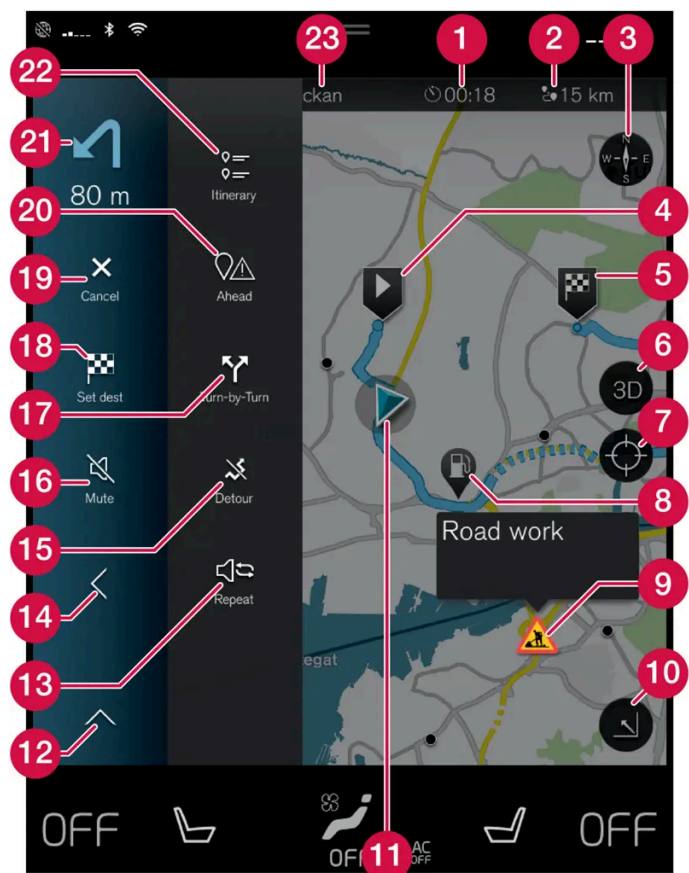 23
1
2
3
ckan
00:18
15 km
22
N
W
E
S
21
80 m
Itinerary
20
4
5
19
Cancel
Ahead
18
6
3D
Set dest
17
Turn-by-Turn
7
16
Mute
Detour
8
15
Road work
14
9
Repeat
13
egat
10
12
OFF
OFF
11
AC
OFF
OFF